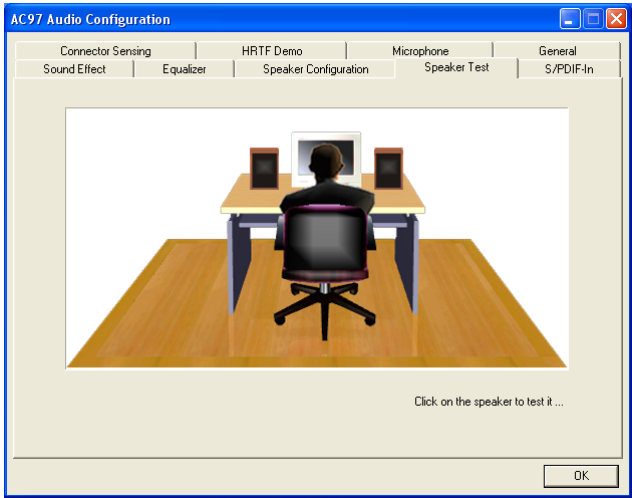 AC97 Audio Configuration
Connector Sensing HRTF Demo Microphone General
Sound Effect Equalizer Speaker Configuration Speaker Test S/PDIF-In
Click on the speaker to test it ...
OK